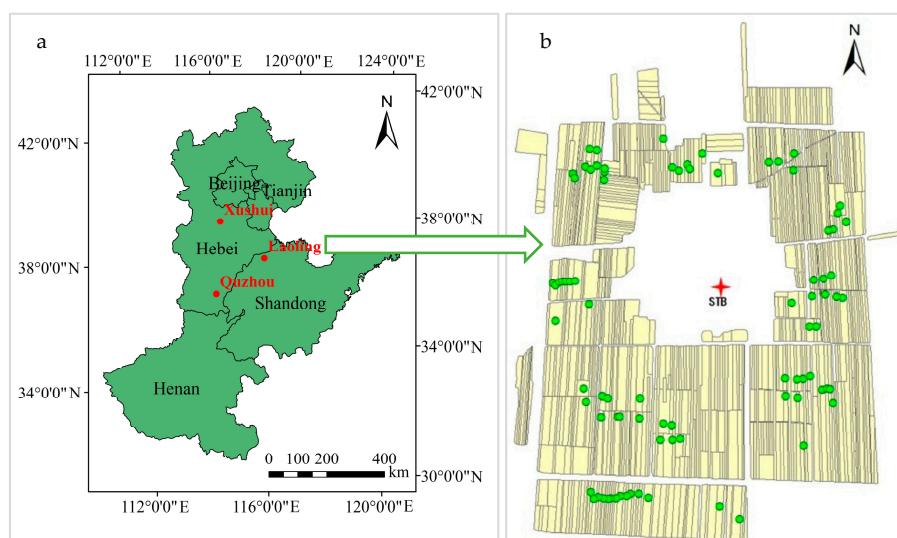 a
112°0'0"E 116°0'0"E 120°0'0"E 124°0'0"E
N
42°0'0"N
42°0'0"N
Beijing
Tianjin
Xushui
38°0'0"N
Hebei
Laoling
38°0'0"N
Quzhou
Shandong
34°0'0"N
Henan
34°0'0"N
0 100 200 400
km
30°0'0"N
112°0'0"E 116°0'0"E 120°0'0"E
b
N
STB